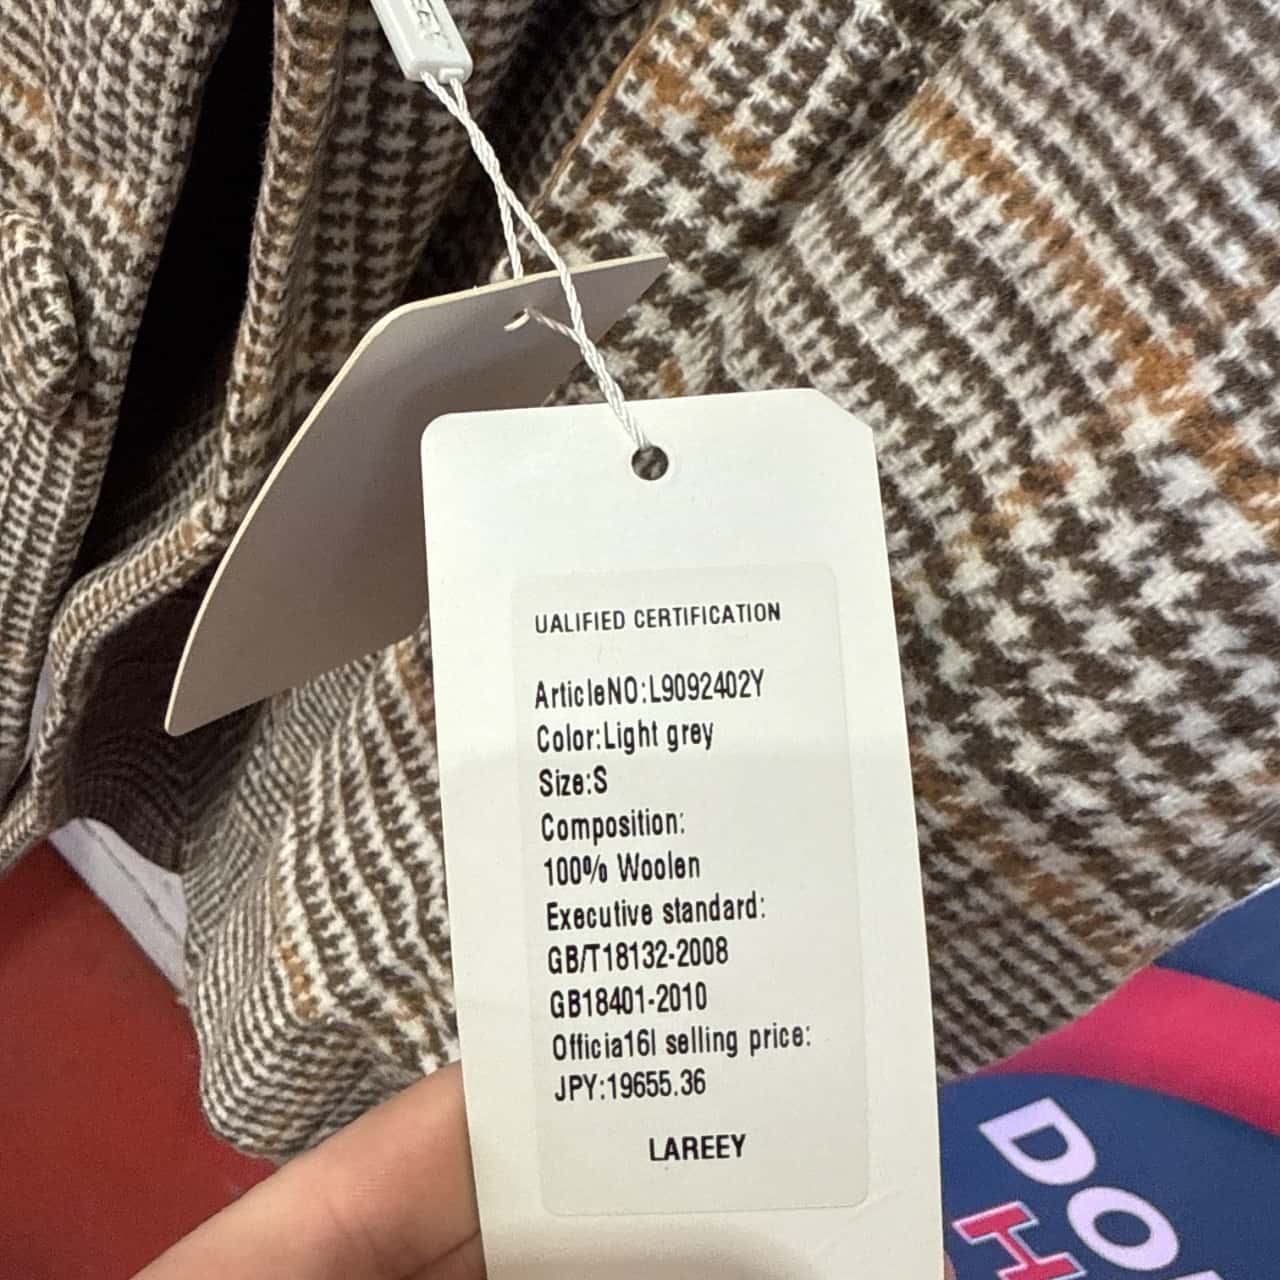 UALIFIED CERTIFICATION
ArticleNO:L9092402Y
Color:Light grey
Size:S
Composition:
100% Woolen
Executive standard:
GB/T18132-2008
GB18401-2010
Officia16l selling price:
JPY:19655.36
LAREEY